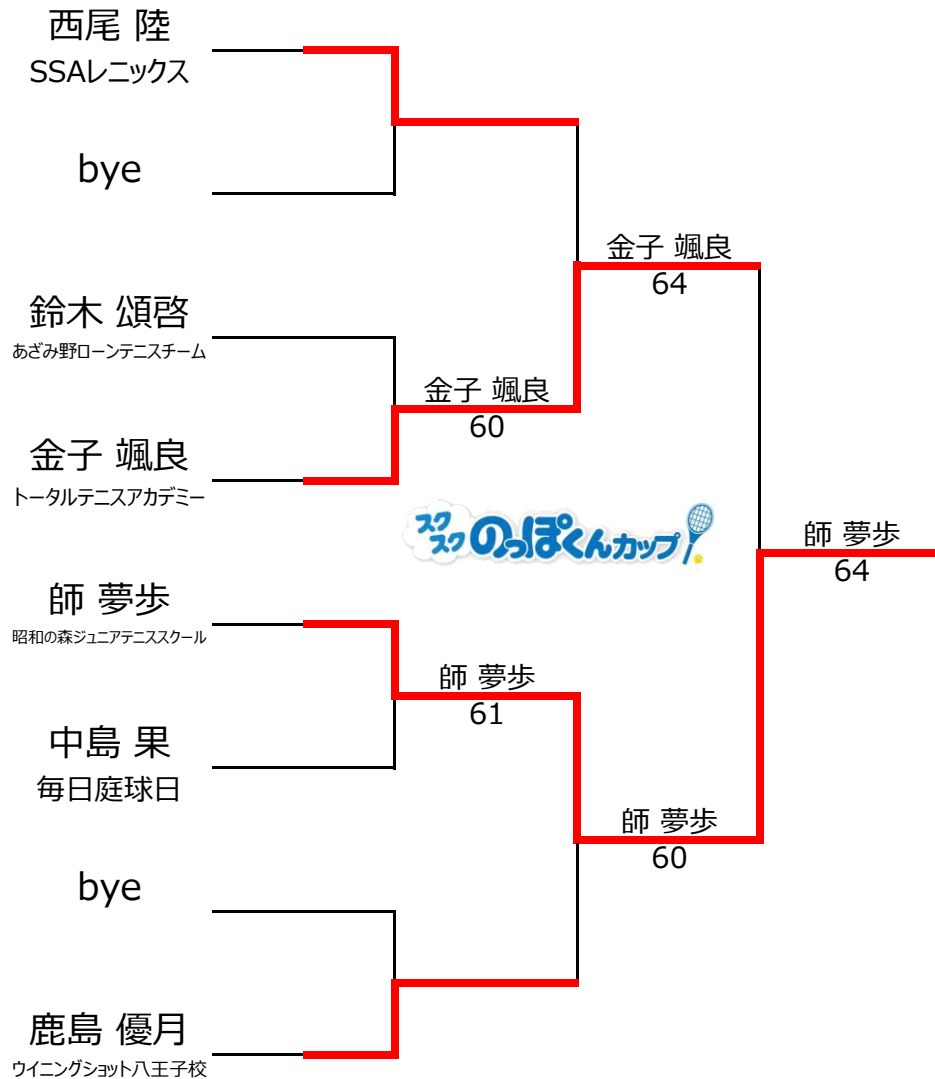 西尾 陸
SSAレニックス
bye
鈴木 頌啓
あざみ野ローンテニスチーム
金子 颯良
トータルテニスアカデミー
師 夢歩
昭和の森ジュニアテニススクール
中島 果
毎日庭球日
bye
鹿島 優月
ウイニングショット八王子校
金子 颯良
60
師 夢歩
61
金子 颯良
64
師 夢歩
60
スクスクのっぽくんカップ
師 夢歩
64